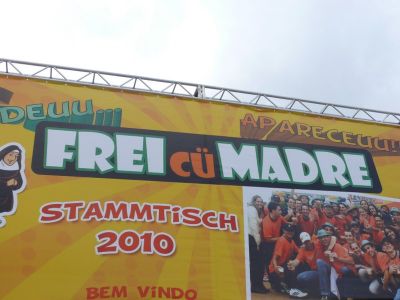 DEUU!!!
APARECEUU!!
FREI CÜ MADRE
STAMMTiSCH
2010
BEM ViNDO